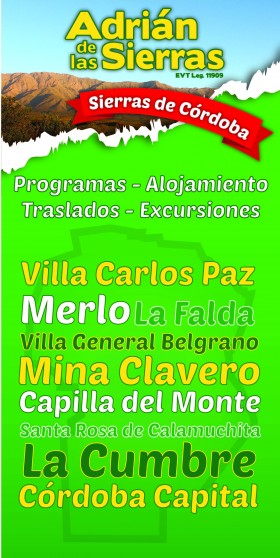 Adrián
de las Sierras
EVT Leg. 11909
Sierras de Córdoba
Programas - Alojamiento
Traslados - Excursiones
Villa Carlos Paz
Merlo La Falda
Villa General Belgrano
Mina Clavero
Capilla del Monte
Santa Rosa de Calamuchita
La Cumbre
Córdoba Capital